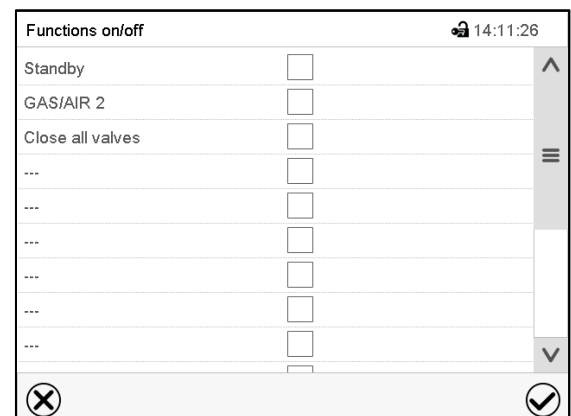 Functions on/off 14:11:26
Standby
GAS/AIR 2
Close all valves
---
---
---
---
---
---